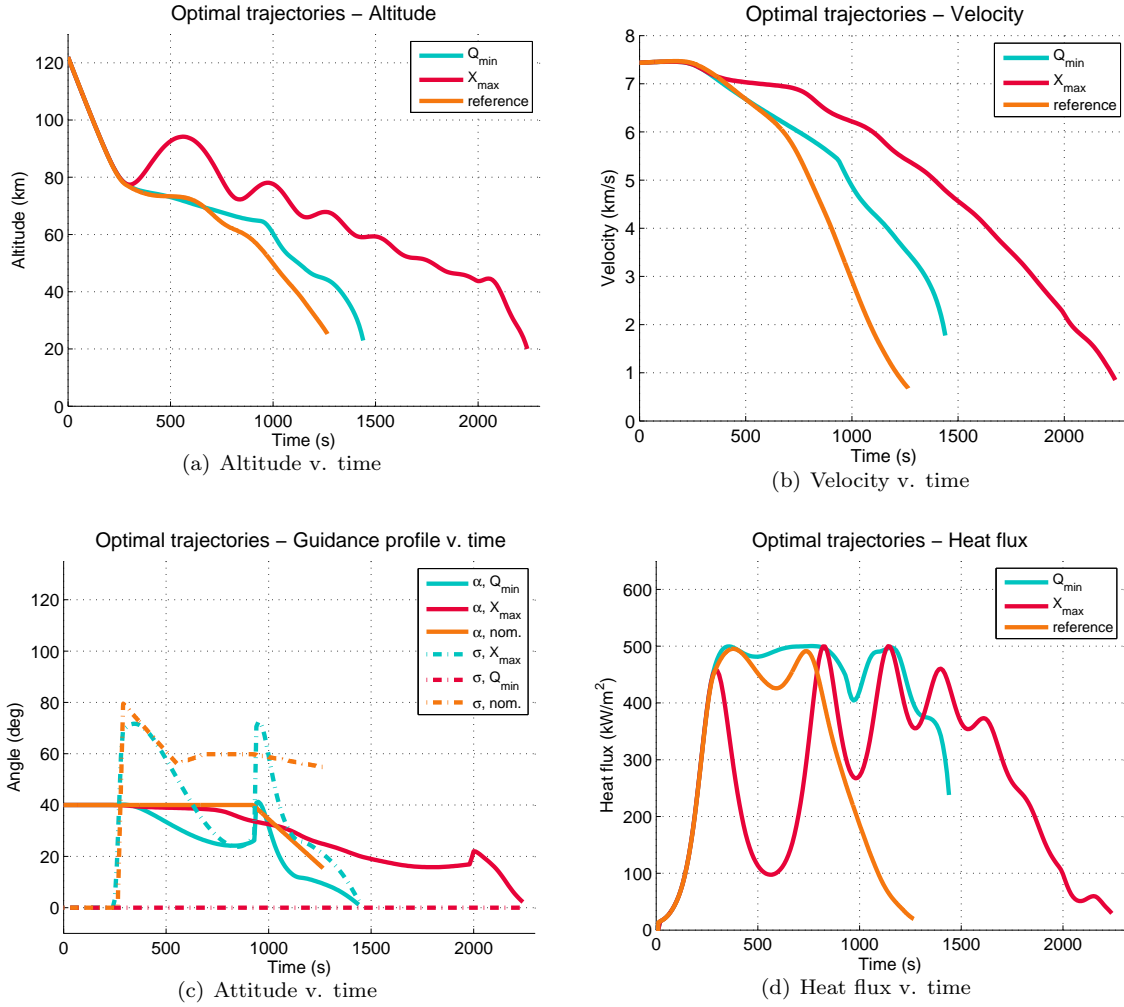 Optimal trajectories – Altitude
120
100
80
60
40
20
0
0 500 1000 1500 2000
Altitude (km)
Time (s)
Q_min
X_max
reference
(a) Altitude v. time
Optimal trajectories – Velocity
8
7
6
5
4
3
2
1
0
0 500 1000 1500 2000
Velocity (km/s)
Time (s)
Q_min
X_max
reference
(b) Velocity v. time
Optimal trajectories – Guidance profile v. time
120
100
80
60
40
20
0
0 500 1000 1500 2000
Angle (deg)
Time (s)
α, Q_min
α, X_max
α, nom.
σ, X_max
σ, Q_min
σ, nom.
(c) Attitude v. time
Optimal trajectories – Heat flux
600
500
400
300
200
100
0
0 500 1000 1500 2000
Heat flux (kW/m²)
Time (s)
Q_min
X_max
reference
(d) Heat flux v. time